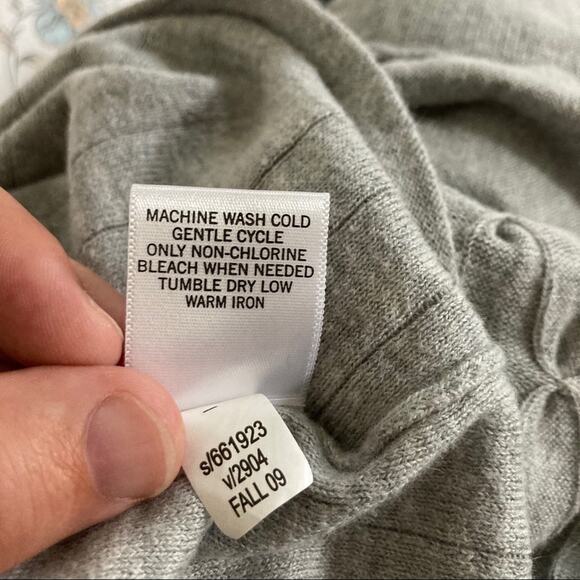 MACHINE WASH COLD
GENTLE CYCLE
ONLY NON-CHLORINE
BLEACH WHEN NEEDED
TUMBLE DRY LOW
WARM IRON
s/661923
v/2904
FALL 09